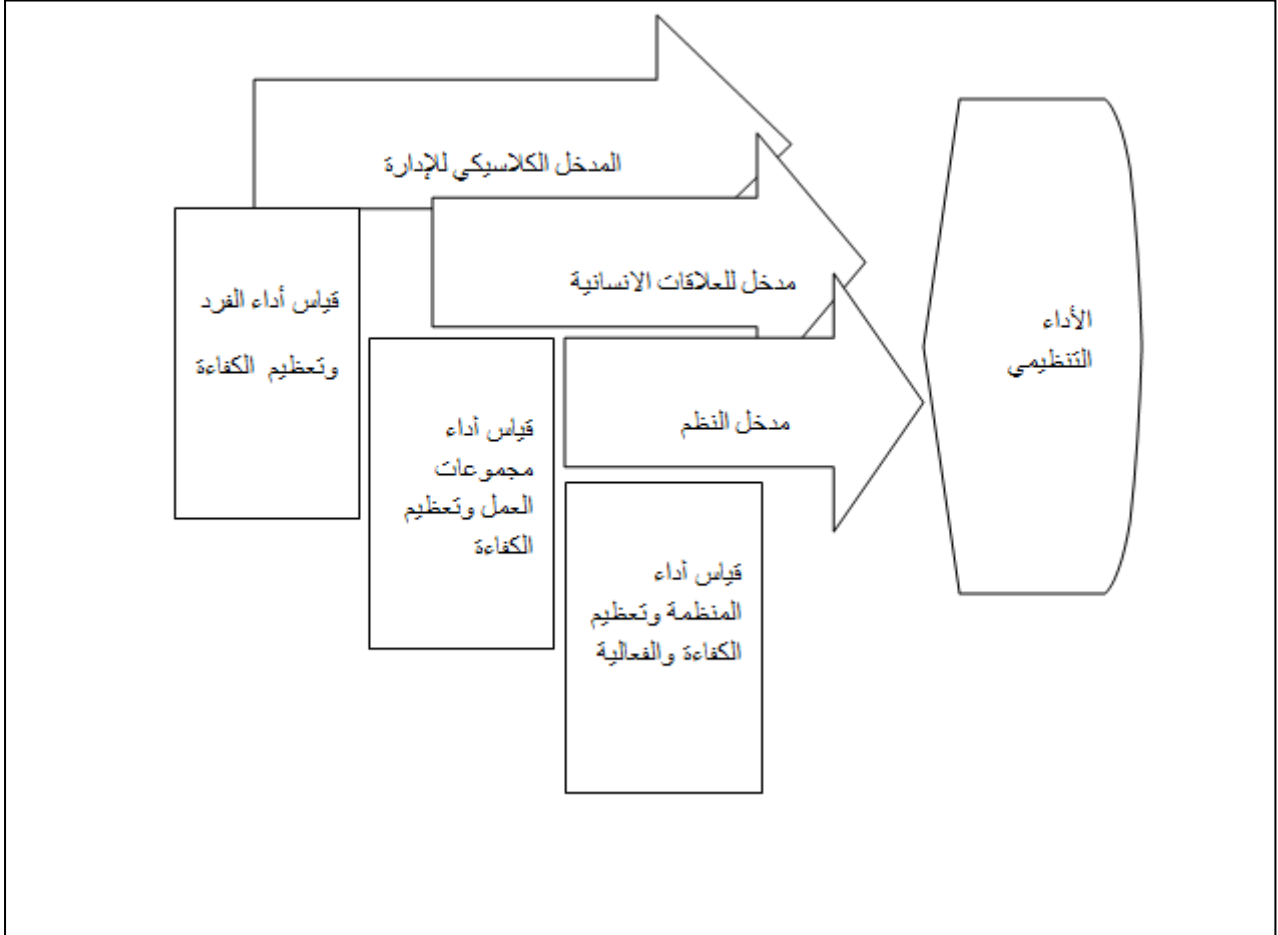 المدخل الكلاسيكي للإدارة
مدخل للعلاقات الانسانية
مدخل النظم
الأداء
التنظيمي
قياس أداء الفرد
وتعظيم الكفاءة
قياس أداء
مجموعات
العمل وتعظيم
الكفاءة
قياس أداء
المنظمة وتعظيم
الكفاءة والفعالية